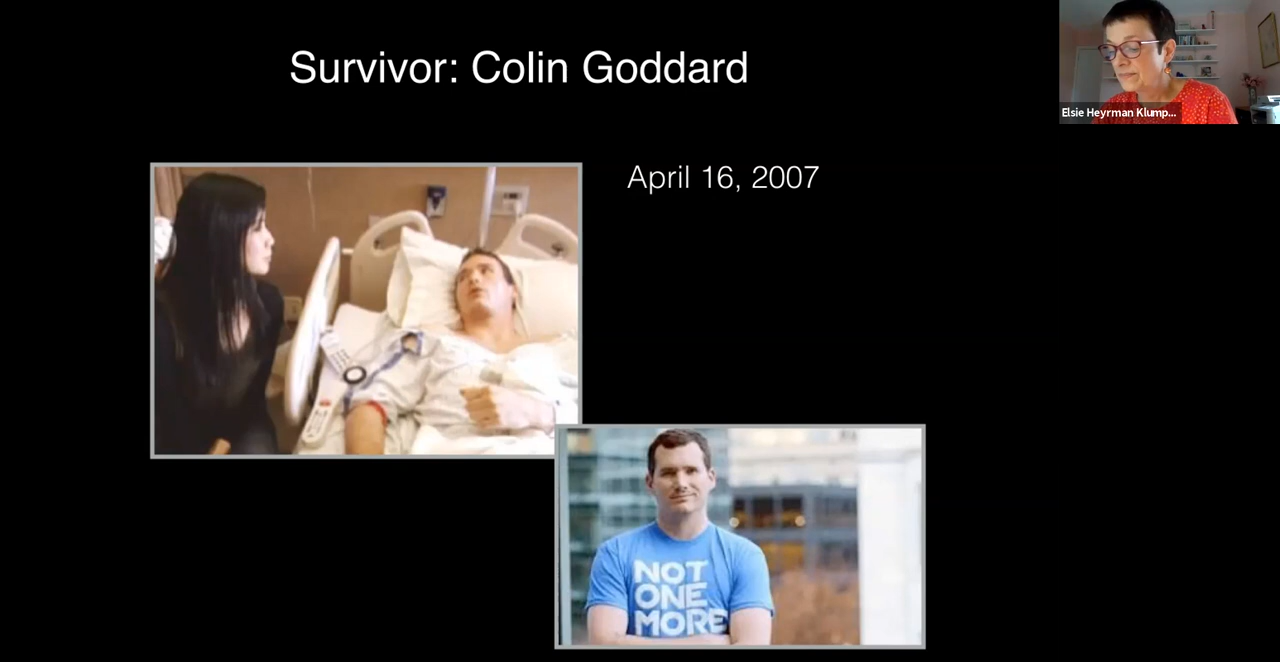 Survivor: Colin Goddard
Elsie Heyrman Klump...
April 16, 2007
NOT
ONE
MORE